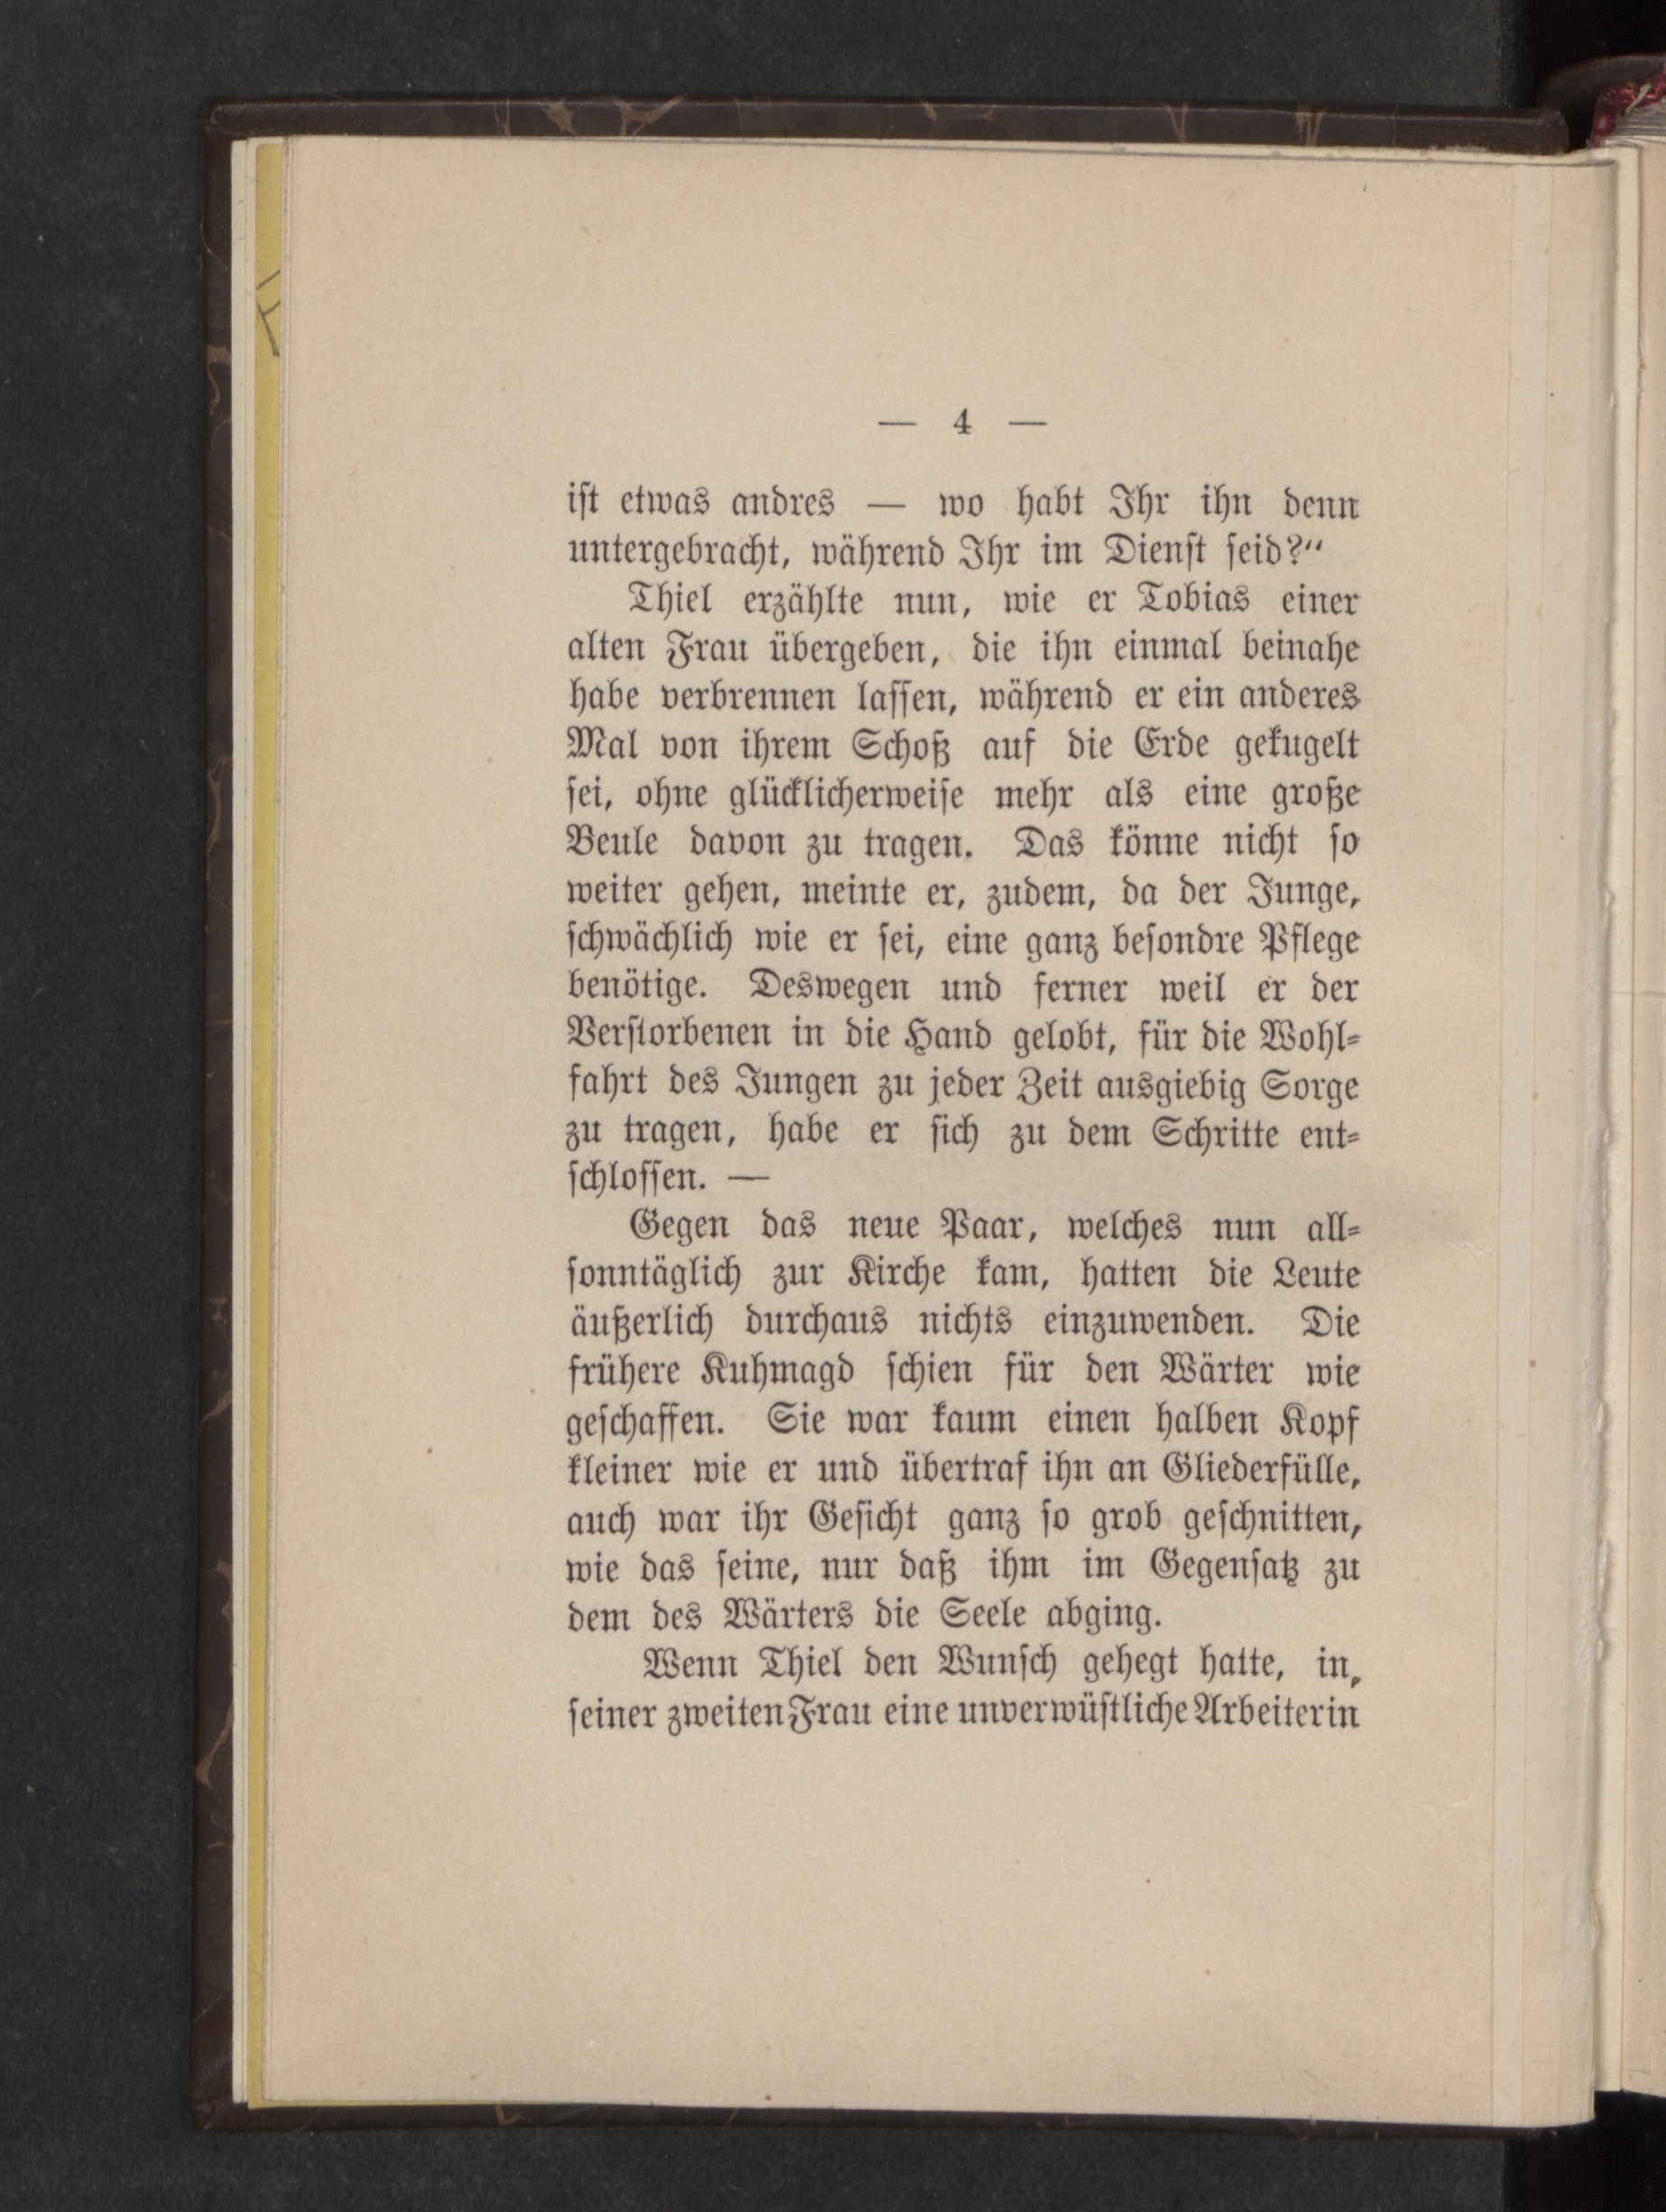 — 4 —
ist etwas andres — wo habt Ihr ihn denn
untergebracht, während Ihr im Dienst seid?“
Thiel erzählte nun, wie er Tobias einer
alten Frau übergeben, die ihn einmal beinahe
habe verbrennen lassen, während er ein anderes
Mal von ihrem Schoß auf die Erde gekugelt
sei, ohne glücklicherweise mehr als eine große
Beule davon zu tragen. Das könne nicht so
weiter gehen, meinte er, zudem, da der Junge,
schwächlich wie er sei, eine ganz besondre Pflege
benötige. Deswegen und ferner weil er der
Verstorbenen in die Hand gelobt, für die Wohl-
fahrt des Jungen zu jeder Zeit ausgiebig Sorge
zu tragen, habe er sich zu dem Schritte ent-
schlossen. —
Gegen das neue Paar, welches nun all-
sonntäglich zur Kirche kam, hatten die Leute
äußerlich durchaus nichts einzuwenden. Die
frühere Kuhmagd schien für den Wärter wie
geschaffen. Sie war kaum einen halben Kopf
kleiner wie er und übertraf ihn an Gliederfülle,
auch war ihr Gesicht ganz so grob geschnitten,
wie das seine, nur daß ihm im Gegensatz zu
dem des Wärters die Seele abging.
Wenn Thiel den Wunsch gehegt hatte, in,
seiner zweiten Frau eine unverwüstliche Arbeiterin